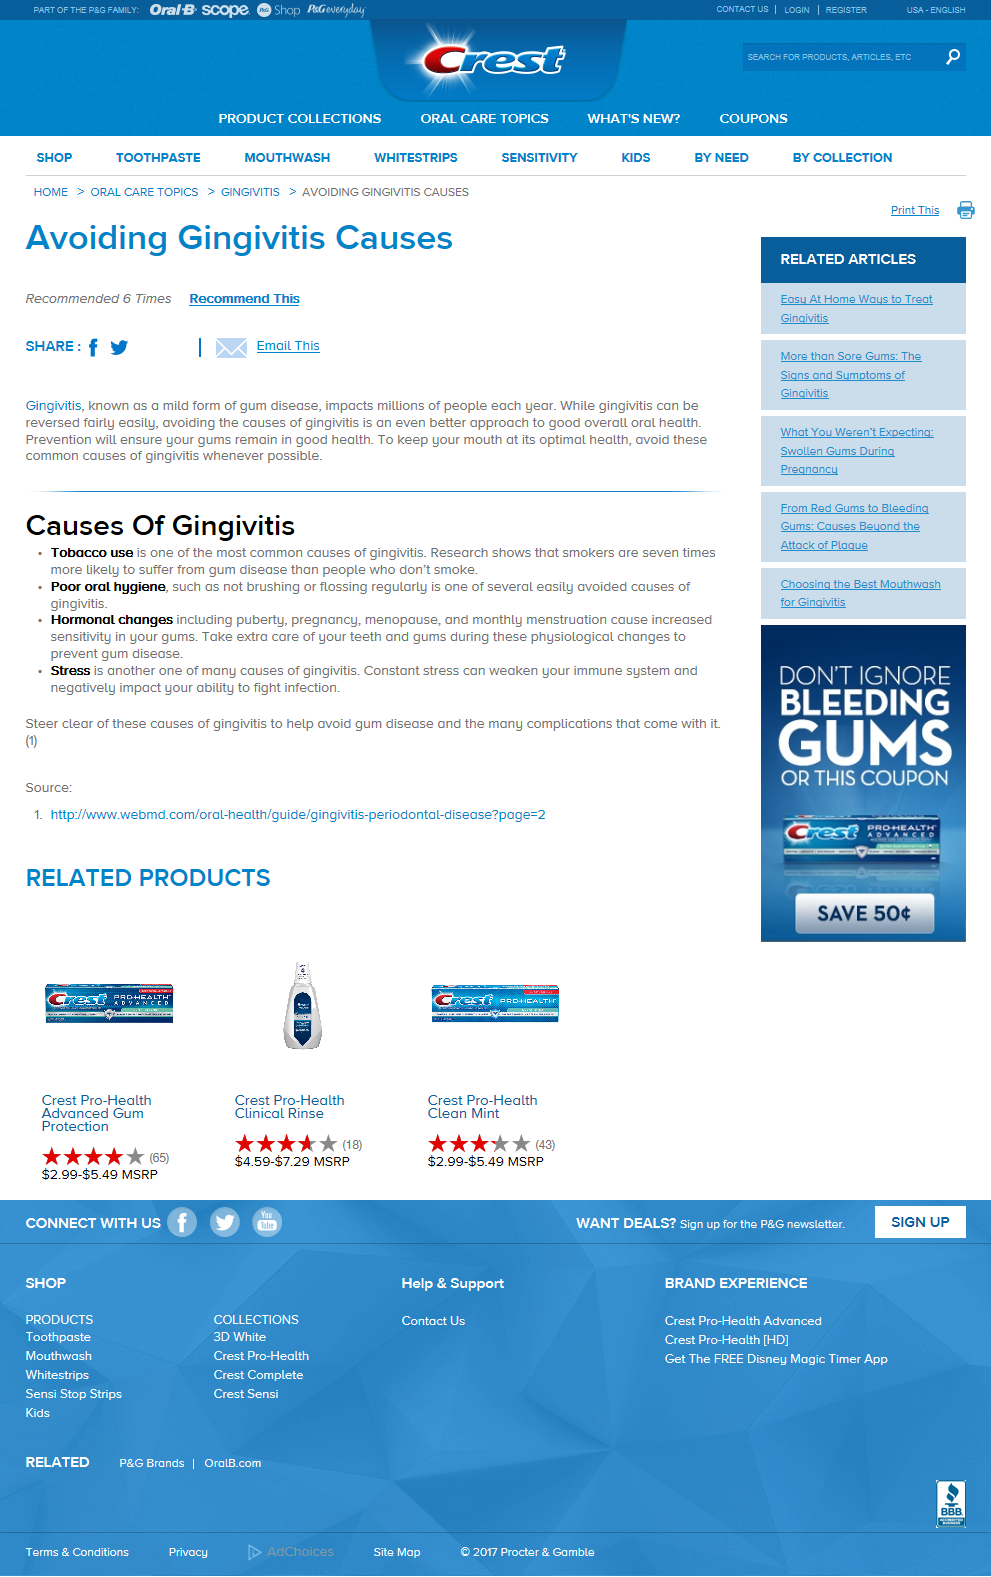 PART OF THE P&G FAMILY: Oral-B scope. P&G Shop P&G everyday
CONTACT US | LOGIN | REGISTER USA - ENGLISH
Crest
SEARCH FOR PRODUCTS, ARTICLES, ETC
PRODUCT COLLECTIONS ORAL CARE TOPICS WHAT'S NEW? COUPONS
SHOP TOOTHPASTE MOUTHWASH WHITESTRIPS SENSITIVITY KIDS BY NEED BY COLLECTION
HOME > ORAL CARE TOPICS > GINGIVITIS > AVOIDING GINGIVITIS CAUSES
Print This
Avoiding Gingivitis Causes
Recommended 6 Times Recommend This
SHARE : | Email This
Gingivitis, known as a mild form of gum disease, impacts millions of people each year. While gingivitis can be
reversed fairly easily, avoiding the causes of gingivitis is an even better approach to good overall oral health.
Prevention will ensure your gums remain in good health. To keep your mouth at its optimal health, avoid these
common causes of gingivitis whenever possible.
Causes Of Gingivitis
• Tobacco use is one of the most common causes of gingivitis. Research shows that smokers are seven times
more likely to suffer from gum disease than people who don't smoke.
• Poor oral hygiene, such as not brushing or flossing regularly is one of several easily avoided causes of
gingivitis.
• Hormonal changes including puberty, pregnancy, menopause, and monthly menstruation cause increased
sensitivity in your gums. Take extra care of your teeth and gums during these physiological changes to
prevent gum disease.
• Stress is another one of many causes of gingivitis. Constant stress can weaken your immune system and
negatively impact your ability to fight infection.
Steer clear of these causes of gingivitis to help avoid gum disease and the many complications that come with it.
(1)
Source:
1. http://www.webmd.com/oral-health/guide/gingivitis-periodontal-disease?page=2
RELATED ARTICLES
Easy At Home Ways to Treat
Gingivitis
More than Sore Gums: The
Signs and Symptoms of
Gingivitis
What You Weren't Expecting:
Swollen Gums During
Pregnancy
From Red Gums to Bleeding
Gums: Causes Beyond the
Attack of Plaque
Choosing the Best Mouthwash
for Gingivitis
DON'T IGNORE
BLEEDING
GUMS
OR THIS COUPON
Crest PRO-HEALTH
ADVANCED
SAVE 50¢
RELATED PRODUCTS
Crest PRO-HEALTH
ADVANCED
Crest PRO-HEALTH
Crest Pro-Health
Advanced Gum
Protection
(65)
$2.99-$5.49 MSRP
Crest Pro-Health
Clinical Rinse
(18)
$4.59-$7.29 MSRP
Crest Pro-Health
Clean Mint
(43)
$2.99-$5.49 MSRP
CONNECT WITH US You Tube
WANT DEALS? Sign up for the P&G newsletter. SIGN UP
SHOP
PRODUCTS
Toothpaste
Mouthwash
Whitestrips
Sensi Stop Strips
Kids
COLLECTIONS
3D White
Crest Pro-Health
Crest Complete
Crest Sensi
Help & Support
Contact Us
BRAND EXPERIENCE
Crest Pro-Health Advanced
Crest Pro-Health [HD]
Get The FREE Disney Magic Timer App
RELATED P&G Brands | OralB.com
BBB
ACCREDITED
BUSINESS
Terms & Conditions Privacy AdChoices Site Map © 2017 Procter & Gamble